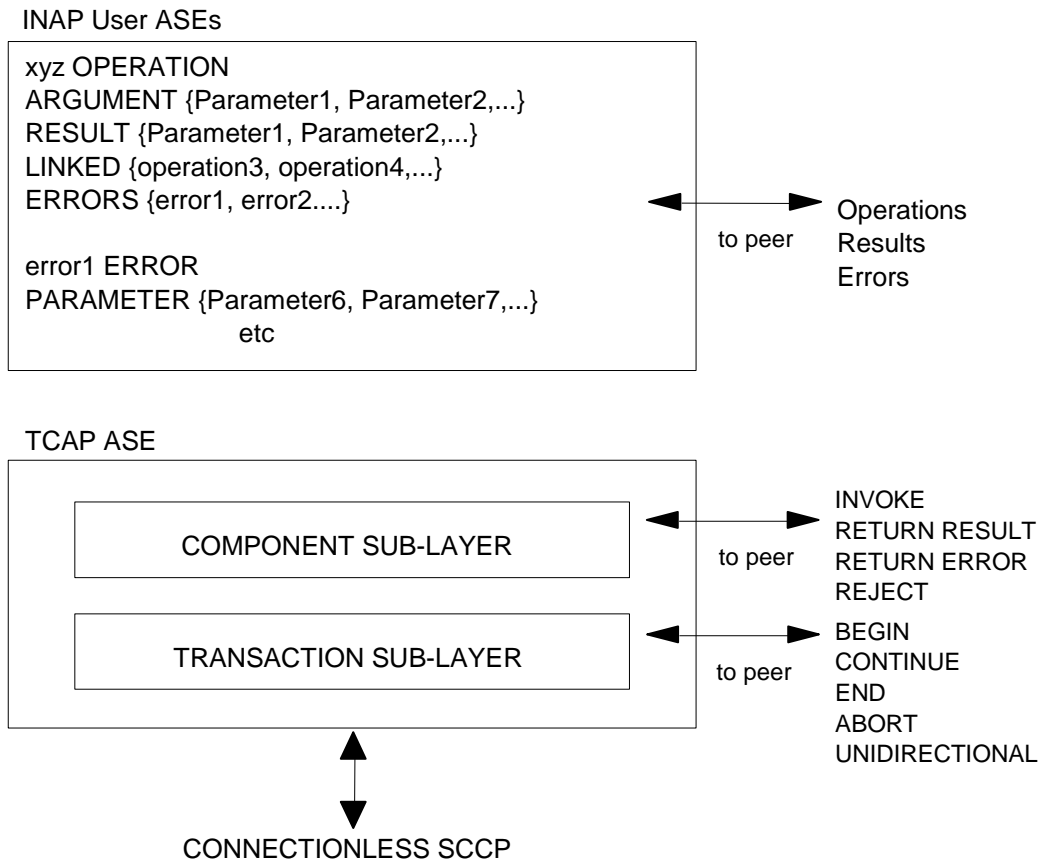 INAP User ASEs
xyz OPERATION
ARGUMENT {Parameter1, Parameter2,...}
RESULT {Parameter1, Parameter2,...}
LINKED {operation3, operation4,...}
ERRORS {error1, error2....}
error1 ERROR
PARAMETER {Parameter6, Parameter7,...}
etc
to peer
Operations
Results
Errors
TCAP ASE
COMPONENT SUB-LAYER
to peer
INVOKE
RETURN RESULT
RETURN ERROR
REJECT
TRANSACTION SUB-LAYER
to peer
BEGIN
CONTINUE
END
ABORT
UNIDIRECTIONAL
CONNECTIONLESS SCCP